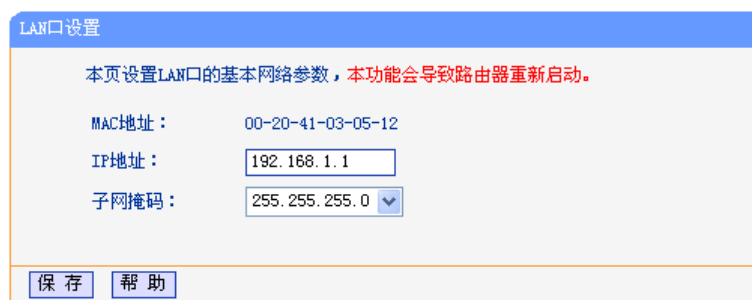 LAN口设置
本页设置LAN口的基本网络参数，本功能会导致路由器重新启动。
MAC地址： 00-20-41-03-05-12
IP地址： 192.168.1.1
子网掩码： 255.255.255.0
保 存 帮 助